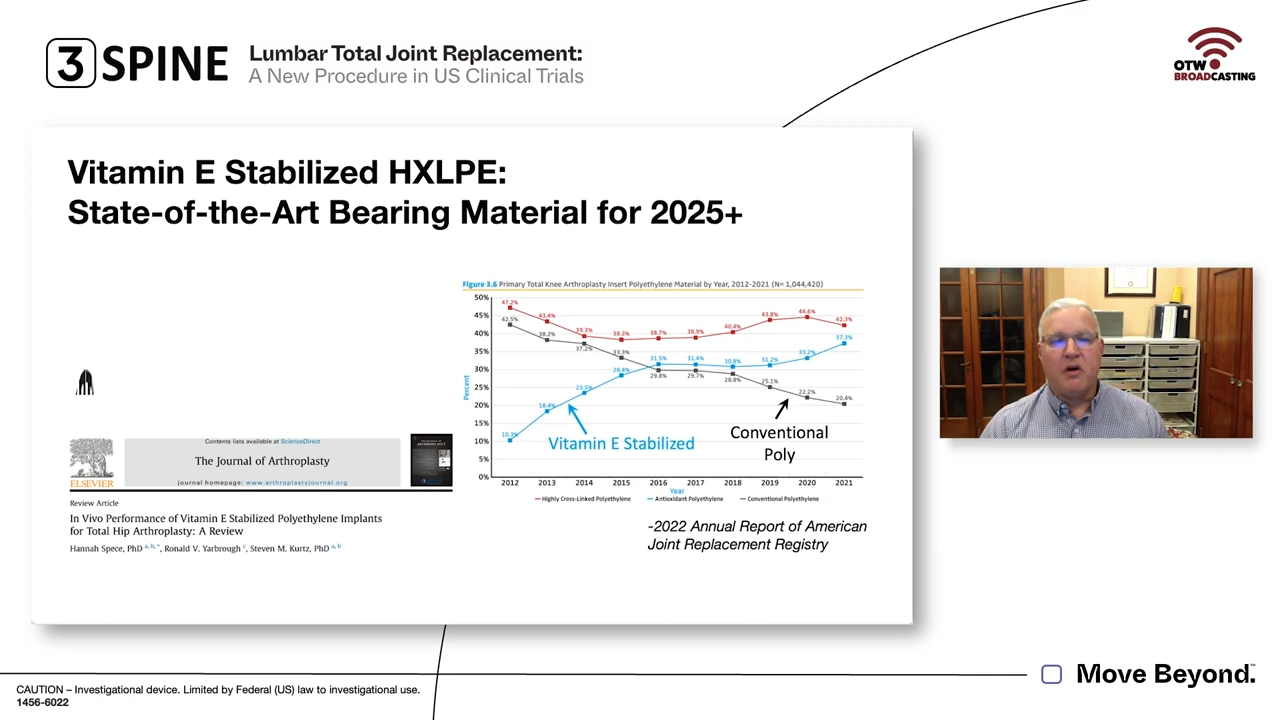 3 SPINE
Lumbar Total Joint Replacement:
A New Procedure in US Clinical Trials
OTW
BROADCASTING
Vitamin E Stabilized HXLPE:
State-of-the-Art Bearing Material for 2025+
Figure 3.6 Primary Total Knee Arthroplasty Insert Polyethylene Material by Year, 2012-2021 (N= 1,044,420)
50%
45%
40%
35%
30%
25%
20%
15%
10%
5%
0%
Percent
47.2% 43.4% 39.3% 38.3% 38.7% 38.9% 40.4% 43.8% 44.6% 42.3%
42.5% 38.2% 37.2% 33.3% 29.8% 29.7% 28.8% 25.1% 22.2% 20.4%
10.3% 18.4% 23.5% 28.4% 31.5% 31.4% 30.8% 31.2% 33.2% 37.3%
Vitamin E Stabilized
Conventional
Poly
2012 2013 2014 2015 2016 2017 2018 2019 2020 2021
Year
Highly Cross-Linked Polyethylene Antioxidant Polyethylene Conventional Polyethylene
-2022 Annual Report of American
Joint Replacement Registry
Contents lists available at ScienceDirect
The Journal of Arthroplasty
journal homepage: www.arthroplastyjournal.org
ELSEVIER
Review Article
In Vivo Performance of Vitamin E Stabilized Polyethylene Implants
for Total Hip Arthroplasty: A Review
Hannah Spece, PhD a, b, *, Ronald V. Yarbrough c, Steven M. Kurtz, PhD a, b
Move Beyond.
CAUTION – Investigational device. Limited by Federal (US) law to investigational use.
1456-6022